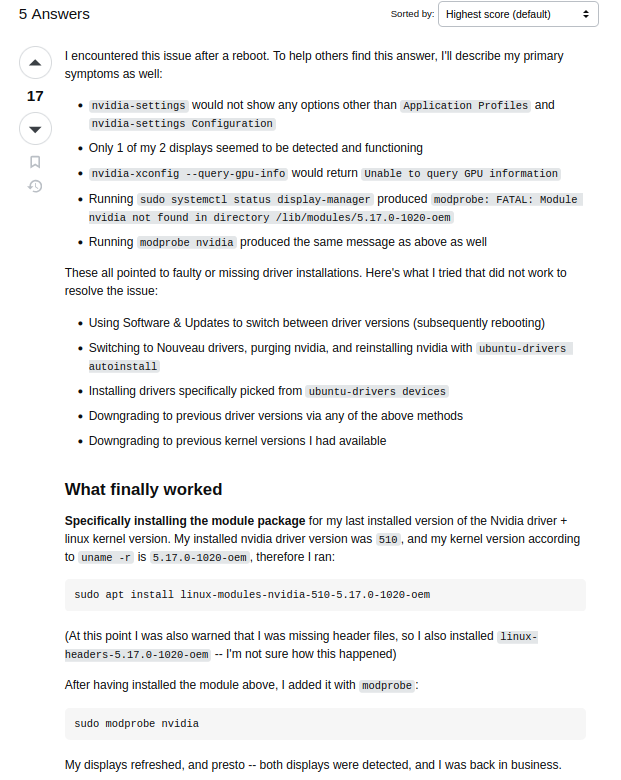 5 Answers
Sorted by:
Highest score (default)
I encountered this issue after a reboot. To help others find this answer, I'll describe my primary
symptoms as well:
17
• nvidia-settings would not show any options other than Application Profiles and
nvidia-settings Configuration
• Only 1 of my 2 displays seemed to be detected and functioning
• nvidia-xconfig --query-gpu-info would return Unable to query GPU information
• Running sudo systemctl status display-manager produced modprobe: FATAL: Module
nvidia not found in directory /lib/modules/5.17.0-1020-oem
• Running modprobe nvidia produced the same message as above as well
These all pointed to faulty or missing driver installations. Here's what I tried that did not work to
resolve the issue:
• Using Software & Updates to switch between driver versions (subsequently rebooting)
• Switching to Nouveau drivers, purging nvidia, and reinstalling nvidia with ubuntu-drivers
autoinstall
• Installing drivers specifically picked from ubuntu-drivers devices
• Downgrading to previous driver versions via any of the above methods
• Downgrading to previous kernel versions I had available
What finally worked
Specifically installing the module package for my last installed version of the Nvidia driver +
linux kernel version. My installed nvidia driver version was 510, and my kernel version according
to uname -r is 5.17.0-1020-oem, therefore I ran:
sudo apt install linux-modules-nvidia-510-5.17.0-1020-oem
(At this point I was also warned that I was missing header files, so I also installed linux-
headers-5.17.0-1020-oem -- I'm not sure how this happened)
After having installed the module above, I added it with modprobe:
sudo modprobe nvidia
My displays refreshed, and presto -- both displays were detected, and I was back in business.